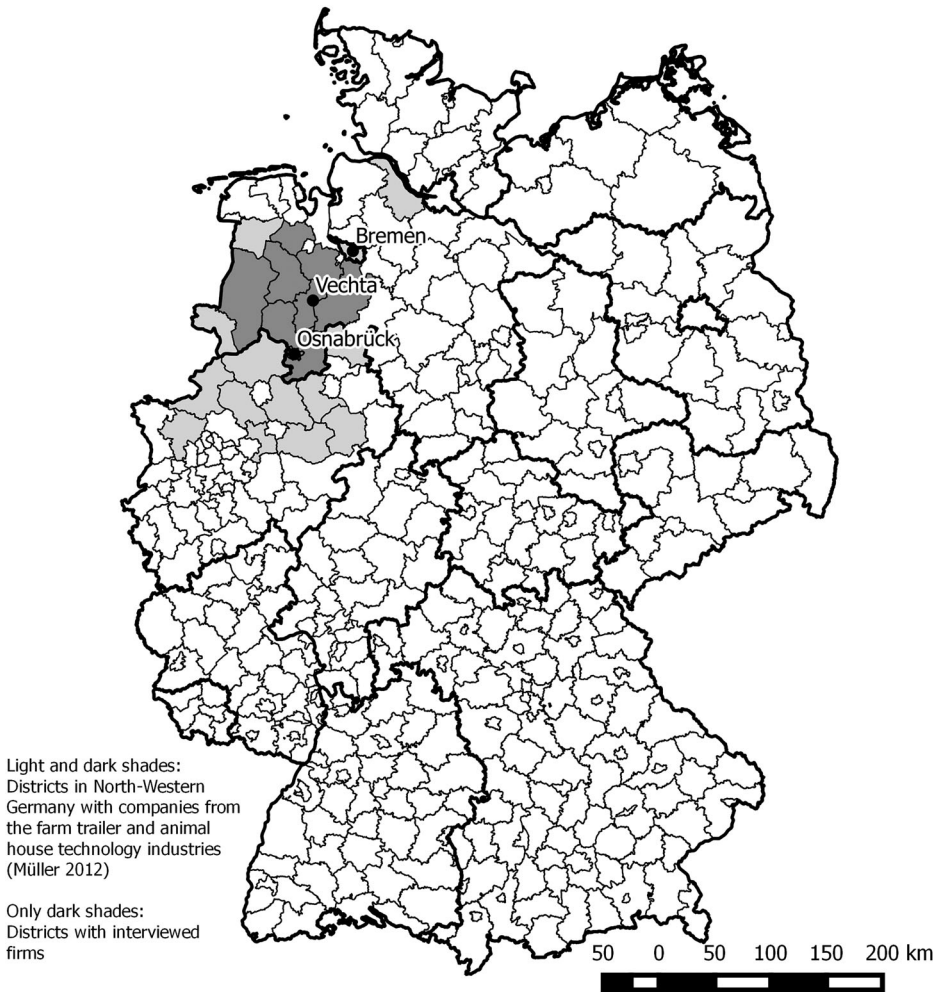 Bremen
Vechta
Osnabrück
Light and dark shades:
Districts in North-Western
Germany with companies from
the farm trailer and animal
house technology industries
(Müller 2012)
Only dark shades:
Districts with interviewed
firms
50 0 50 100 150 200 km